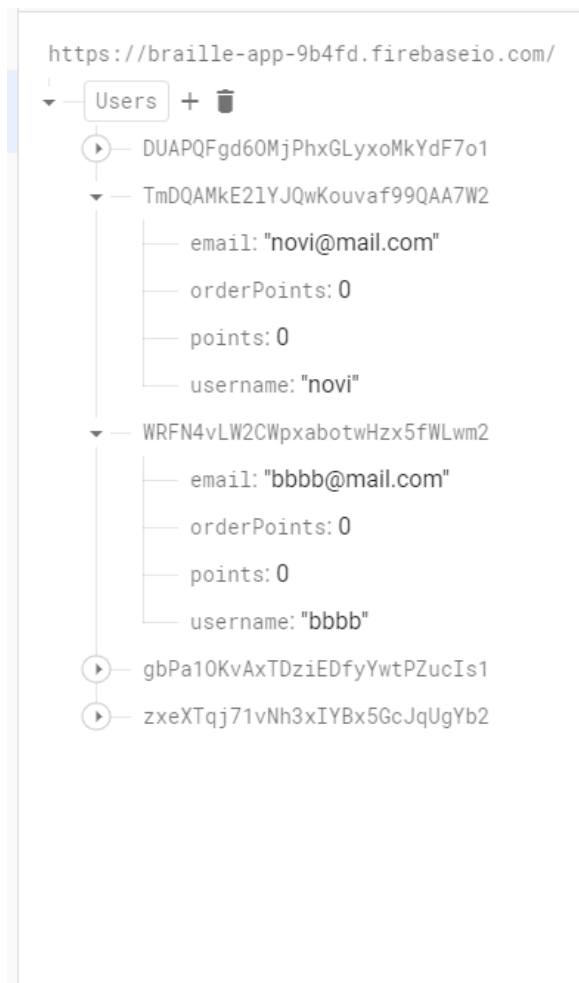 https://braille-app-9b4fd.firebaseio.com/
Users
DUAPQFgd6OMjPhxGLyxoMkYdF7o1
TmDQAMkE2lYJQwKouvaf99QAA7W2
email: "novi@mail.com"
orderPoints: 0
points: 0
username: "novi"
WRFN4vLW2CWpxabotwHzx5fWLwm2
email: "bbbb@mail.com"
orderPoints: 0
points: 0
username: "bbbb"
gbPa1OKvAxTDziEDfyYwtPZucIs1
zxeXTqj71vNh3xIYBx5GcJqUgYb2